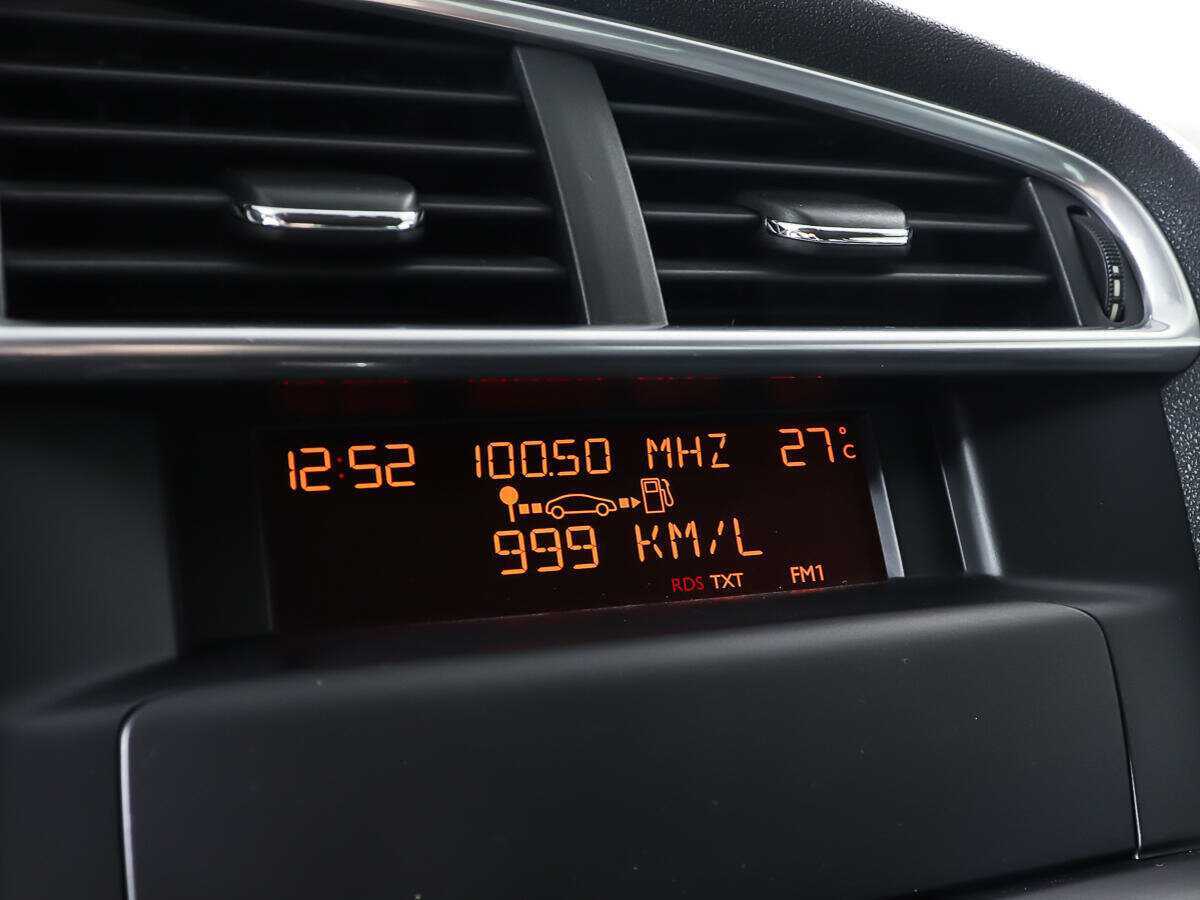 12:52 100.50 MHZ 27°C
999 KM/L
RDS TXT FM1